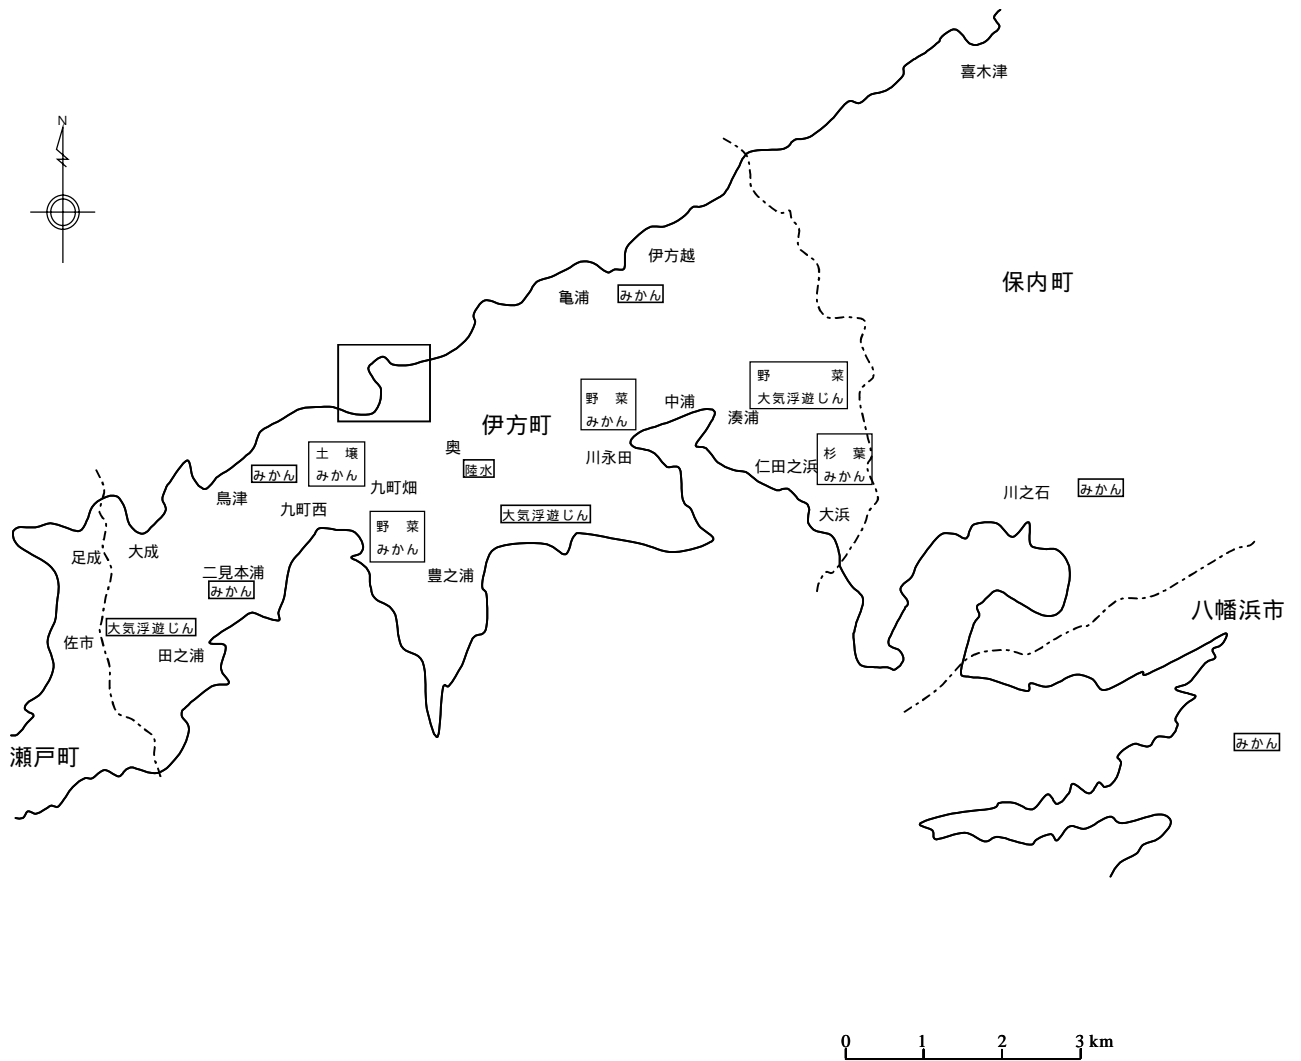 喜木津
N
伊方越
保内町
亀浦
みかん
野 菜
大気浮遊じん
野 菜
みかん
中浦
湊浦
伊方町
奥
陸水
川永田
杉 葉
みかん
仁田之浜
土 壌
みかん
みかん
鳥津
九町畑
九町西
川之石
みかん
大浜
大気浮遊じん
野 菜
みかん
足成
大成
二見本浦
みかん
豊之浦
八幡浜市
大気浮遊じん
佐市
田之浦
瀬戸町
みかん
0 1 2 3 km